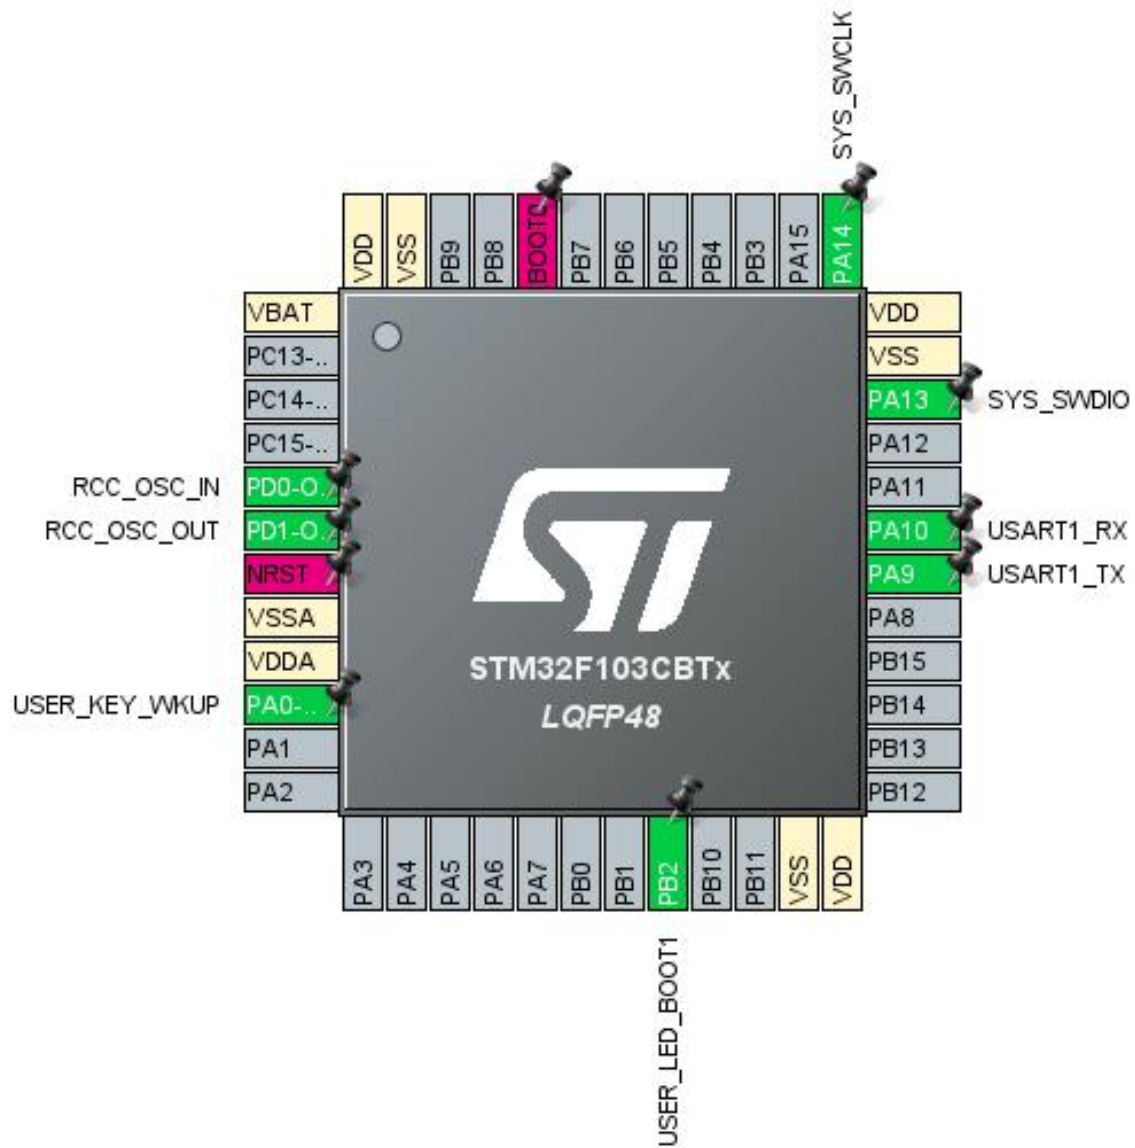 SYS_SWCLK
VDD
VSS
PB9
PB8
BOOT0
PB7
PB6
PB5
PB4
PB3
PA15
PA14
VBAT
PC13-..
PC14-..
PC15-..
RCC_OSC_IN
PD0-O..
RCC_OSC_OUT
PD1-O..
NRST
VSSA
VDDA
USER_KEY_WKUP
PA0-..
PA1
PA2
VDD
VSS
PA13
SYS_SWDIO
PA12
PA11
PA10
USART1_RX
PA9
USART1_TX
PA8
PB15
PB14
PB13
PB12
ST
STM32F103CBTx
LQFP48
PA3
PA4
PA5
PA6
PA7
PB0
PB1
PB2
PB10
PB11
VSS
VDD
USER_LED_BOOT1